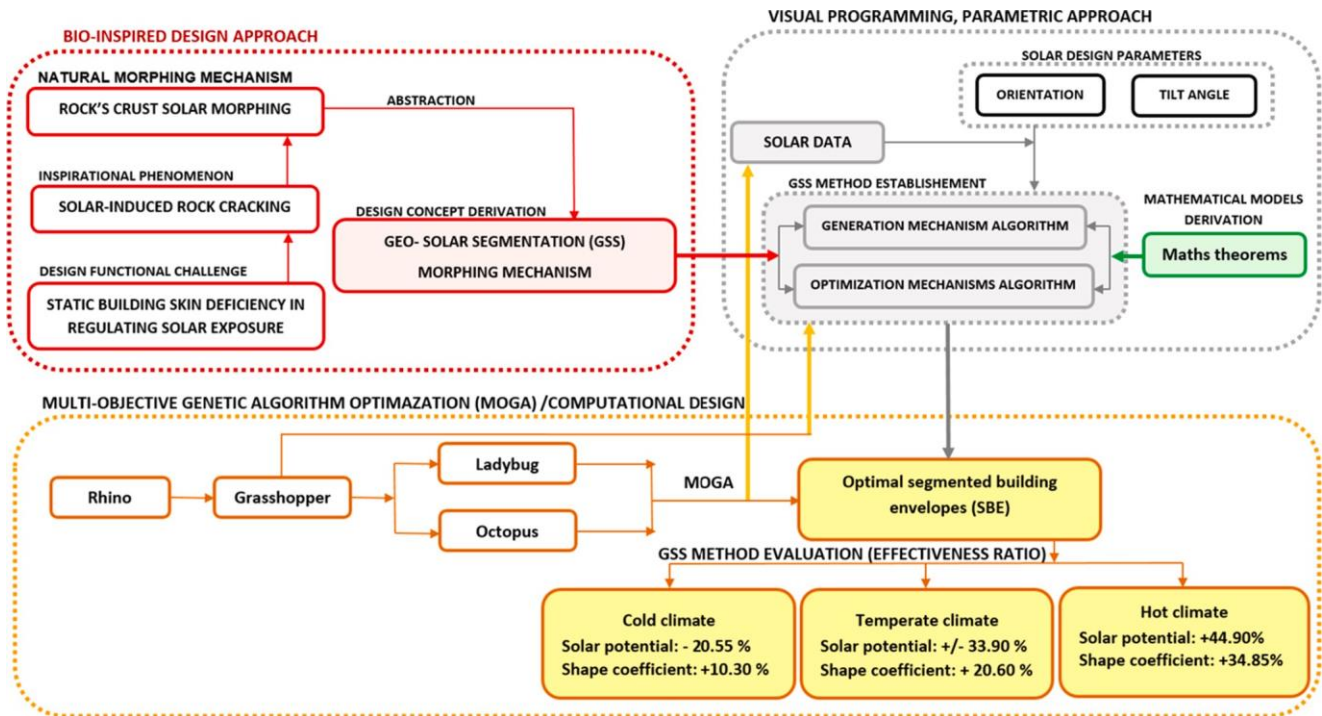 BIO-INSPIRED DESIGN APPROACH
NATURAL MORPHING MECHANISM
ROCK’S CRUST SOLAR MORPHING
ABSTRACTION
INSPIRATIONAL PHENOMENON
SOLAR-INDUCED ROCK CRACKING
DESIGN CONCEPT DERIVATION
GEO- SOLAR SEGMENTATION (GSS)
MORPHING MECHANISM
DESIGN FUNCTIONAL CHALLENGE
STATIC BUILDING SKIN DEFICIENCY IN
REGULATING SOLAR EXPOSURE
VISUAL PROGRAMMING, PARAMETRIC APPROACH
SOLAR DESIGN PARAMETERS
ORIENTATION
TILT ANGLE
SOLAR DATA
GSS METHOD ESTABLISHEMENT
GENERATION MECHANISM ALGORITHM
OPTIMIZATION MECHANISMS ALGORITHM
MATHEMATICAL MODELS
DERIVATION
Maths theorems
MULTI-OBJECTIVE GENETIC ALGORITHM OPTIMAZATION (MOGA) /COMPUTATIONAL DESIGN
Rhino
Grasshopper
Ladybug
Octopus
MOGA
Optimal segmented building
envelopes (SBE)
GSS METHOD EVALUATION (EFFECTIVENESS RATIO)
Cold climate
Solar potential: - 20.55 %
Shape coefficient: +10.30 %
Temperate climate
Solar potential: +/- 33.90 %
Shape coefficient: + 20.60 %
Hot climate
Solar potential: +44.90%
Shape coefficient: +34.85%